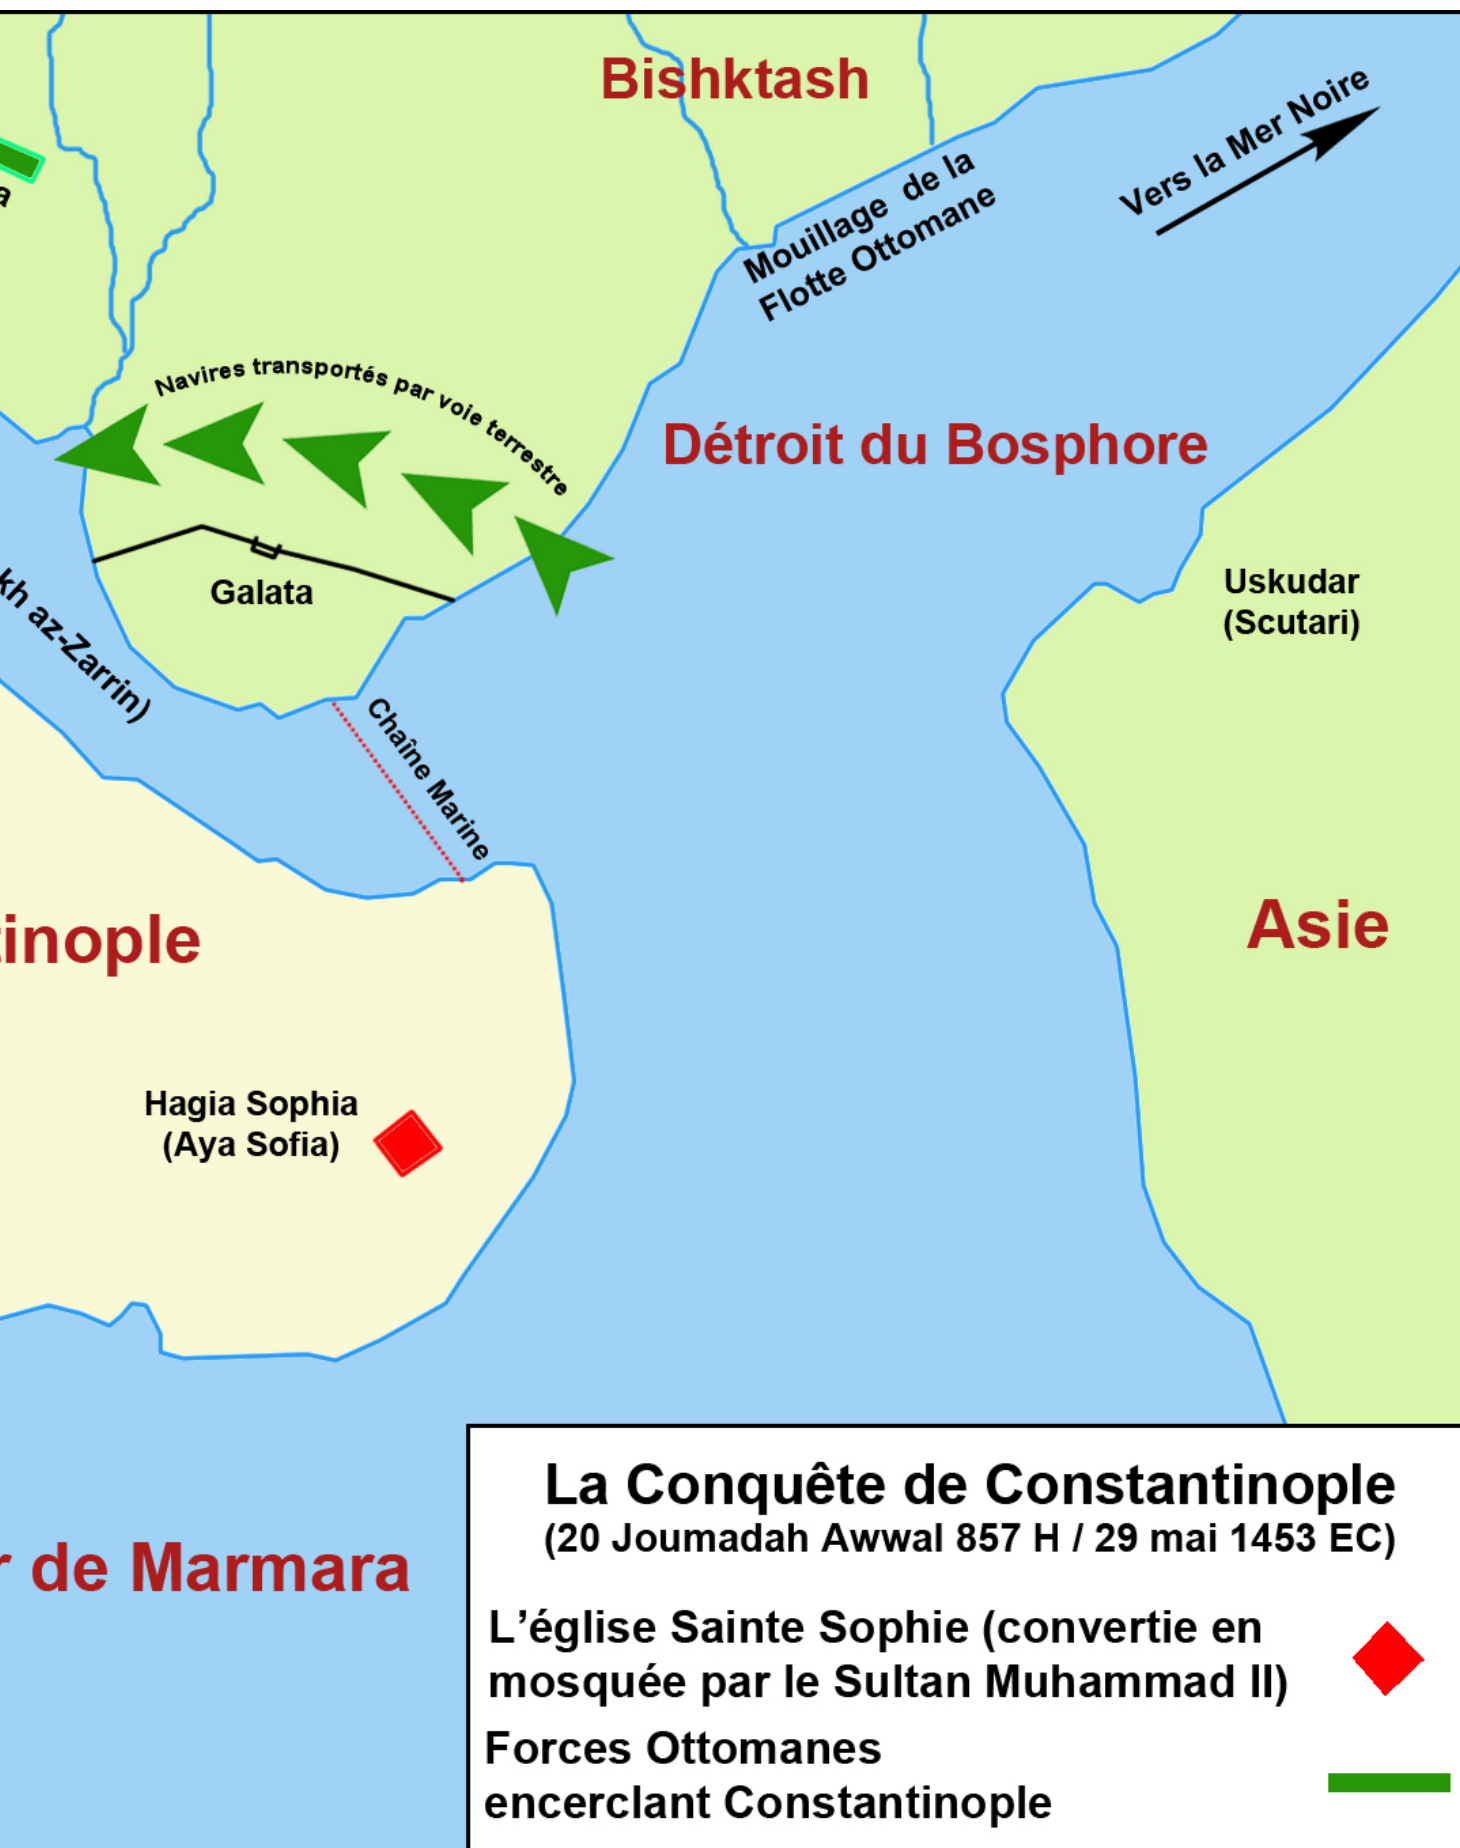 Bishktash
Vers la Mer Noire
Mouillage de la
Flotte Ottomane
Navires transportés par voie terrestre
Détroit du Bosphore
Galata
Uskudar
(Scutari)
kh az-Zarrin)
Chaîne Marine
tinople
Asie
Hagia Sophia
(Aya Sofia)
r de Marmara
La Conquête de Constantinople
(20 Joumadah Awwal 857 H / 29 mai 1453 EC)
L’église Sainte Sophie (convertie en
mosquée par le Sultan Muhammad II)
Forces Ottomanes
encerclant Constantinople